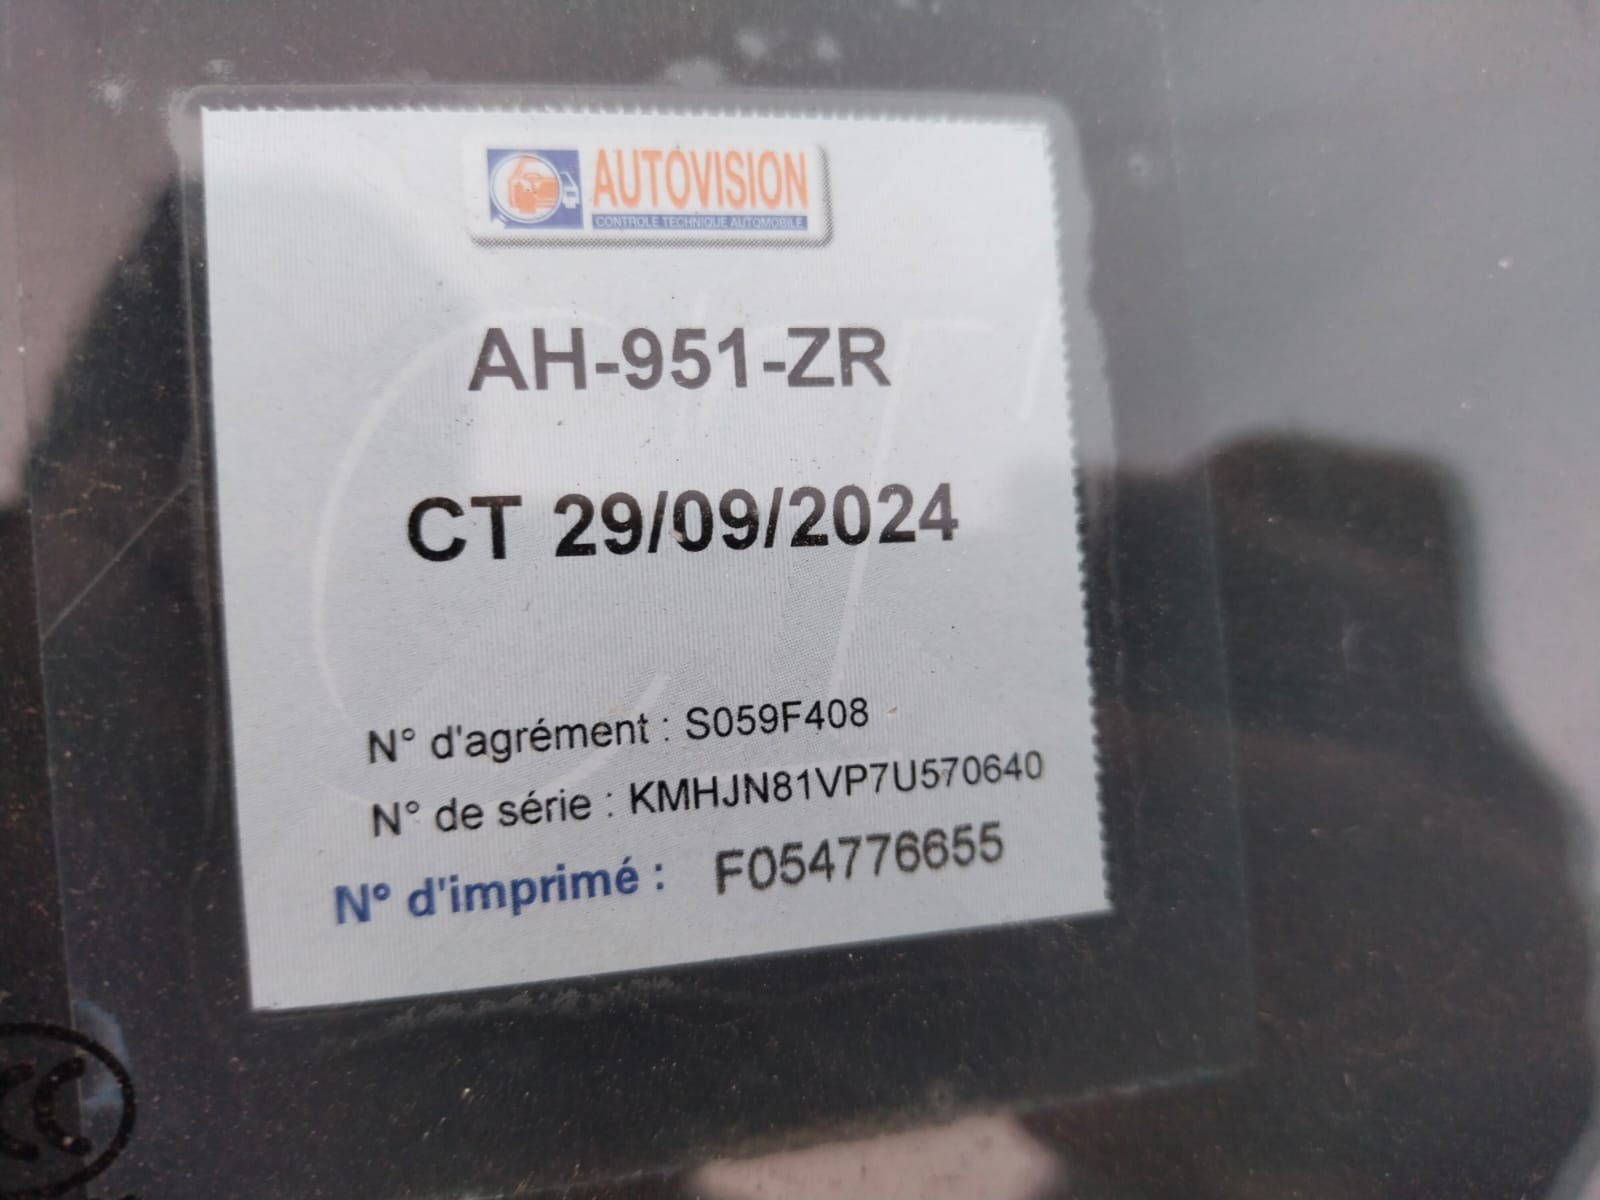 AUTOVISION
CONTROLE TECHNIQUE AUTOMOBILE
AH-951-ZR
CT 29/09/2024
N° d'agrément : S059F408
N° de série : KMHJN81VP7U570640
N° d'imprimé : F054776655